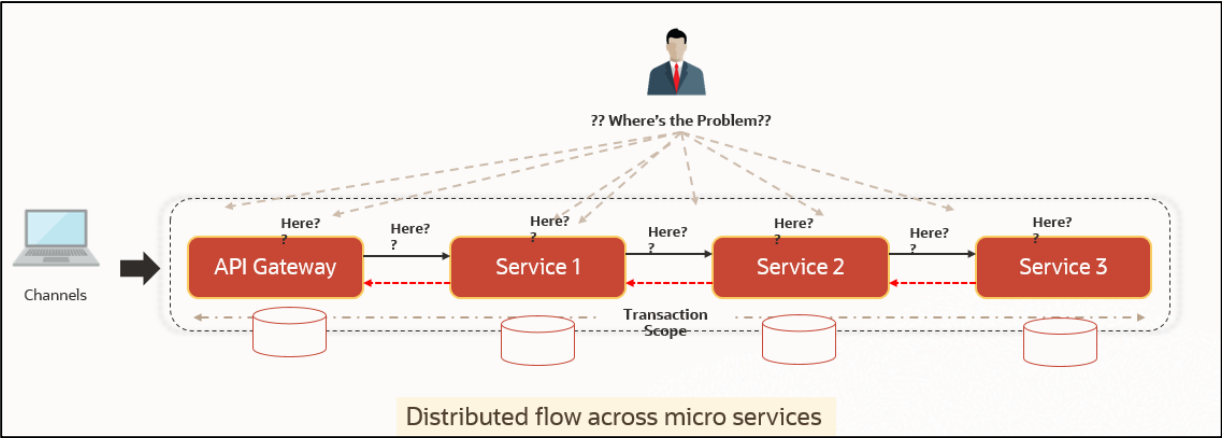 ?? Where's the Problem??
Here?
?
Here?
?
Here?
?
Here?
?
Here?
?
Here?
?
Here?
?
API Gateway
Service 1
Service 2
Service 3
Channels
Transaction
Scope
Distributed flow across micro services